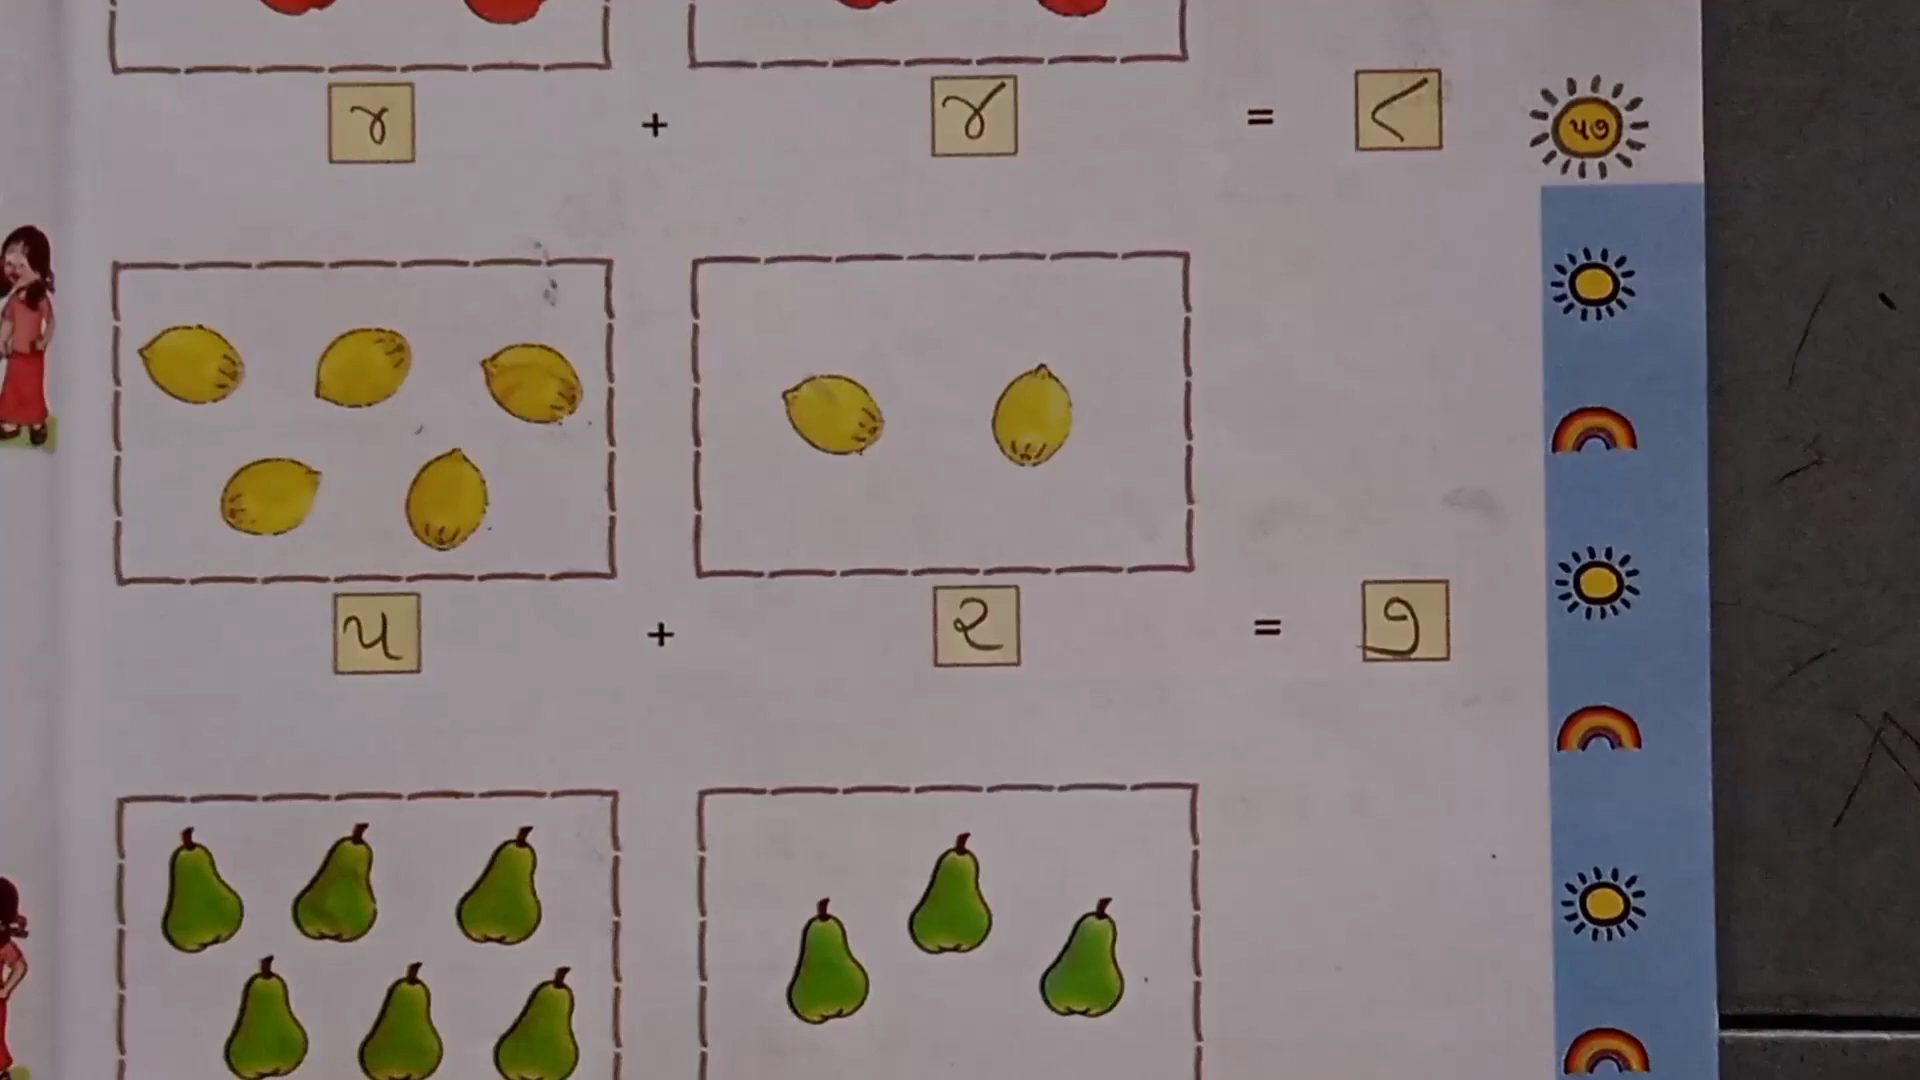 ૪ + ૪ = ૮
૫૭
૫ + ૨ = ૭